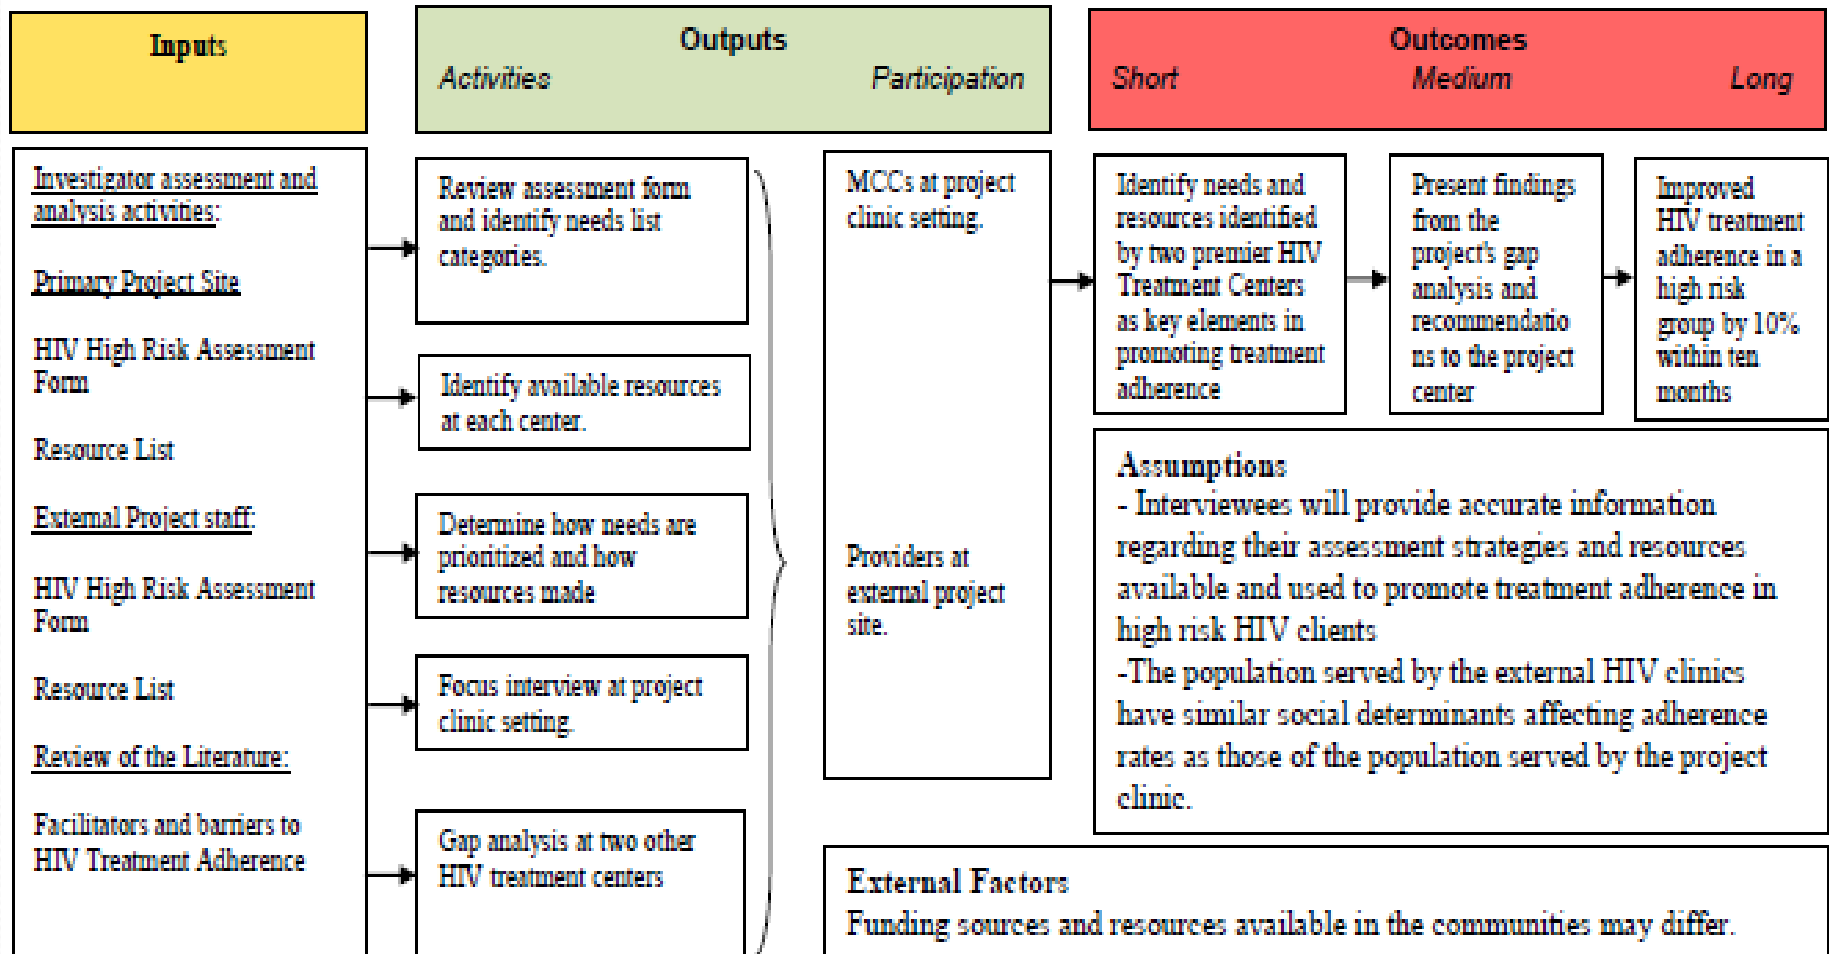 Inputs
Outputs
Activities Participation
Outcomes
Short Medium Long
Investigator assessment and
analysis activities:
Primary Project Site
HIV High Risk Assessment
Form
Resource List
External Project staff:
HIV High Risk Assessment
Form
Resource List
Review of the Literature:
Facilitators and barriers to
HIV Treatment Adherence
Review assessment form
and identify needs list
categories.
Identify available resources
at each center.
Determine how needs are
prioritized and how
resources made
Focus interview at project
clinic setting.
Gap analysis at two other
HIV treatment centers
MCCs at project
clinic setting.
Providers at
external project
site.
Identify needs and
resources identified
by two premier HIV
Treatment Centers
as key elements in
promoting treatment
adherence
Present findings
from the
project's gap
analysis and
recommendatio
ns to the project
center
Improved
HIV treatment
adherence in a
high risk
group by 10%
within ten
months
Assumptions
- Interviewees will provide accurate information
regarding their assessment strategies and resources
available and used to promote treatment adherence in
high risk HIV clients
-The population served by the external HIV clinics
have similar social determinants affecting adherence
rates as those of the population served by the project
clinic.
External Factors
Funding sources and resources available in the communities may differ.